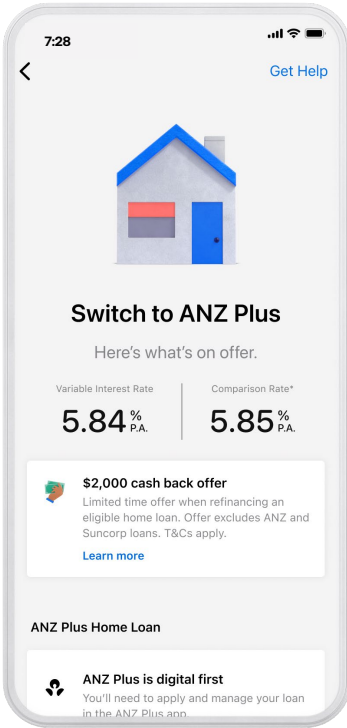 7:28
Get Help
Switch to ANZ Plus
Here's what's on offer.
Variable Interest Rate
Comparison Rate*
5.84 % P.A.
5.85 % P.A.
$2,000 cash back offer
Limited time offer when refinancing an
eligible home loan. Offer excludes ANZ and
Suncorp loans. T&Cs apply.
Learn more
ANZ Plus Home Loan
ANZ Plus is digital first
You'll need to apply and manage your loan
in the ANZ Plus app.